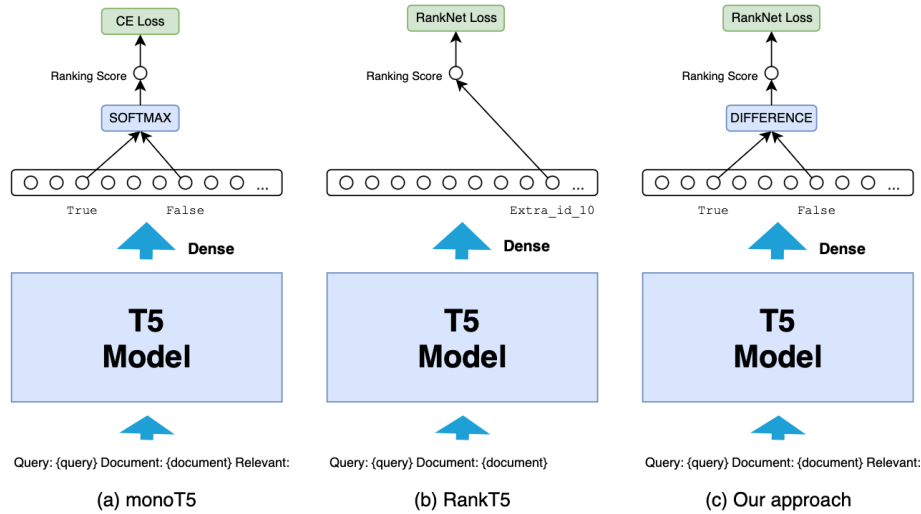 CE Loss
Ranking Score
SOFTMAX
...
True
False
Dense
T5
Model
Query: {query} Document: {document} Relevant:
(a) monoT5
RankNet Loss
Ranking Score
...
Extra_id_10
Dense
T5
Model
Query: {query} Document: {document}
(b) RankT5
RankNet Loss
Ranking Score
DIFFERENCE
...
True
False
Dense
T5
Model
Query: {query} Document: {document} Relevant:
(c) Our approach